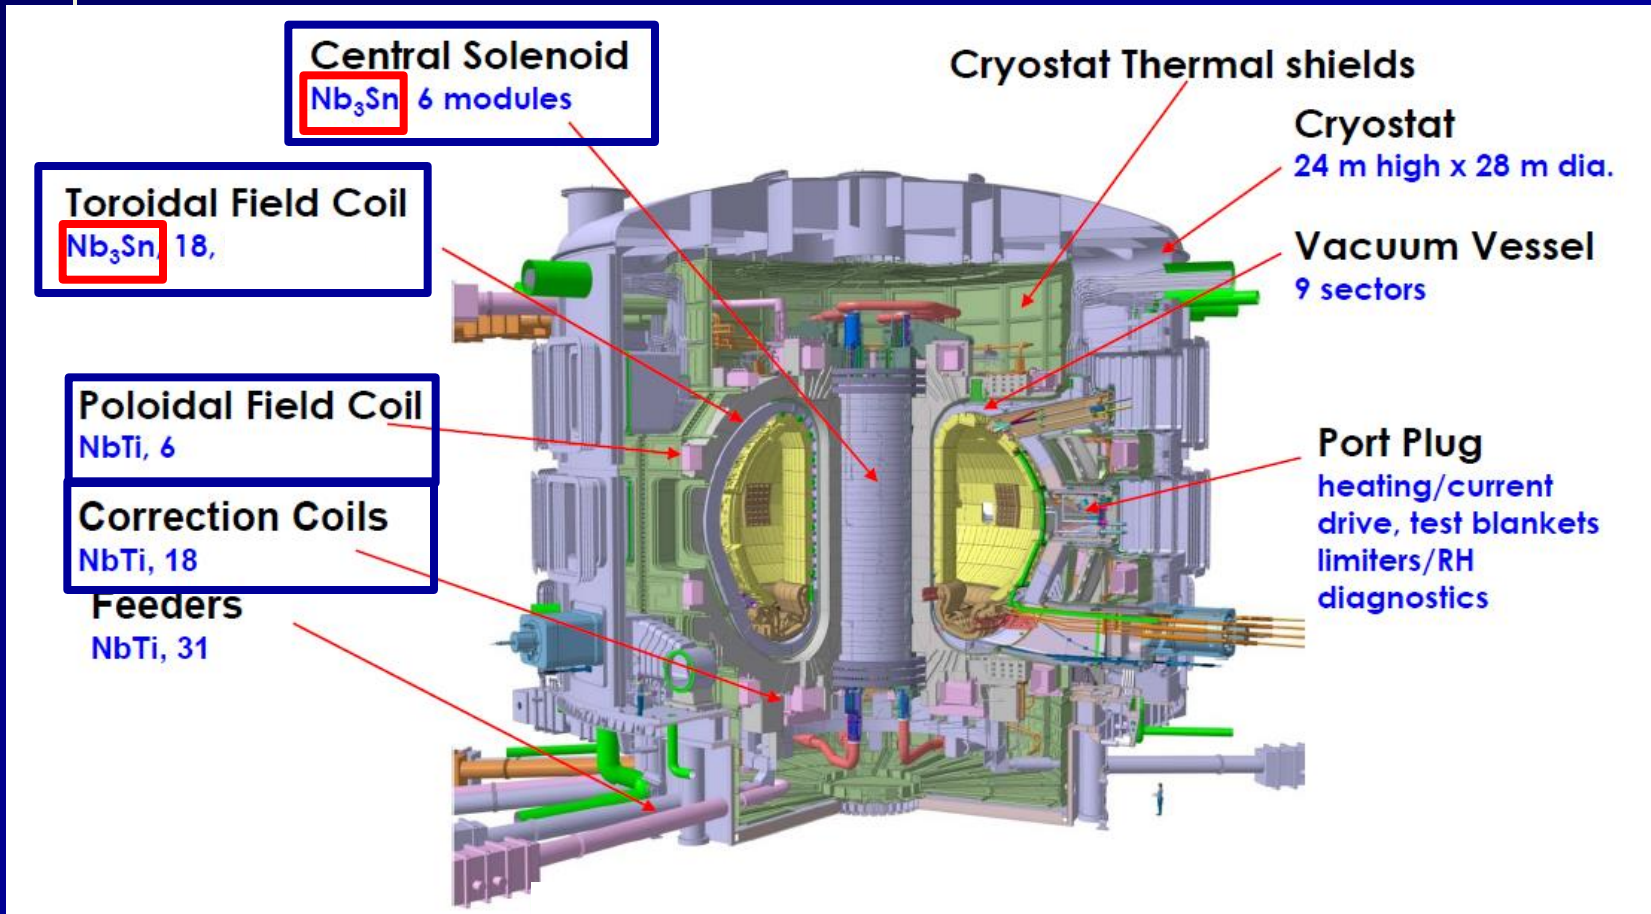 Central Solenoid
Nb₃Sn 6 modules
Toroidal Field Coil
Nb₃Sn, 18,
Poloidal Field Coil
NbTi, 6
Correction Coils
NbTi, 18
Feeders
NbTi, 31
Cryostat Thermal shields
Cryostat
24 m high x 28 m dia.
Vacuum Vessel
9 sectors
Port Plug
heating/current
drive, test blankets
limiters/RH
diagnostics